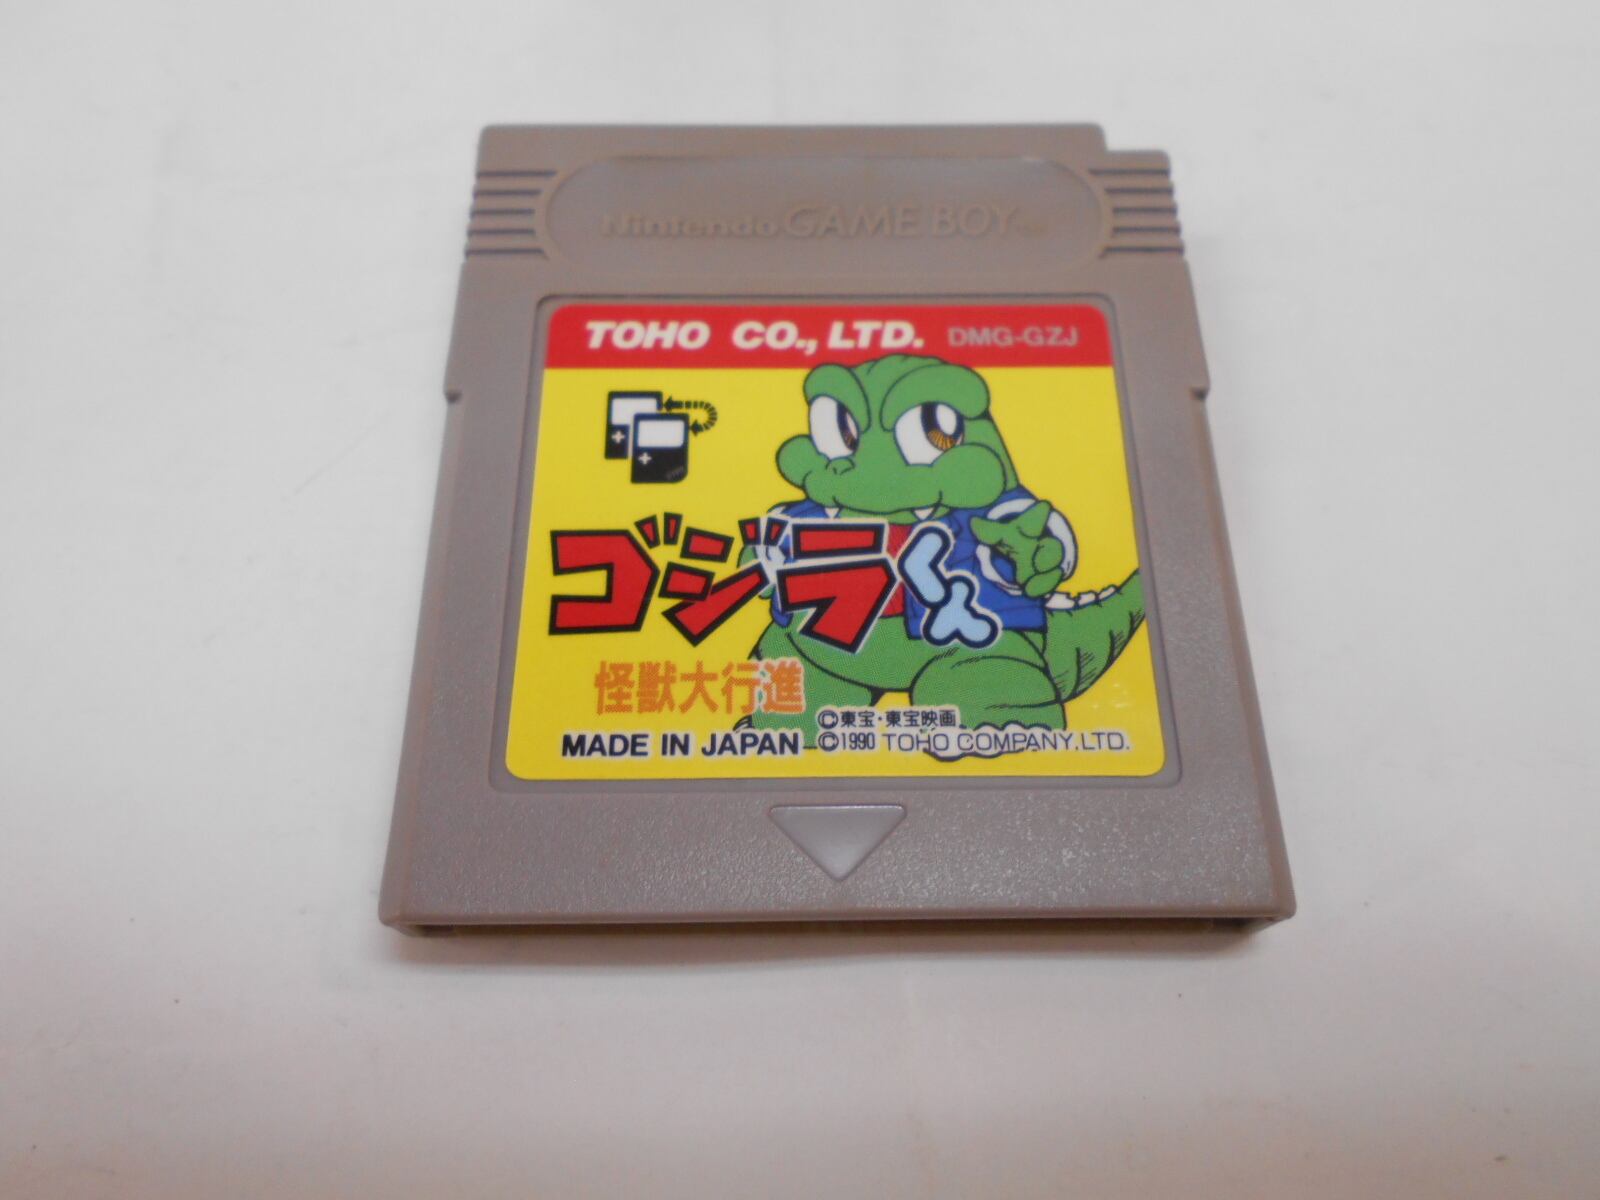 Nintendo GAME BOY
TOHO CO., LTD. DMG-GZJ
ゴジラくん
怪獣大行進
©東宝・東宝映画
MADE IN JAPAN ©1990 TOHO COMPANY.LTD.